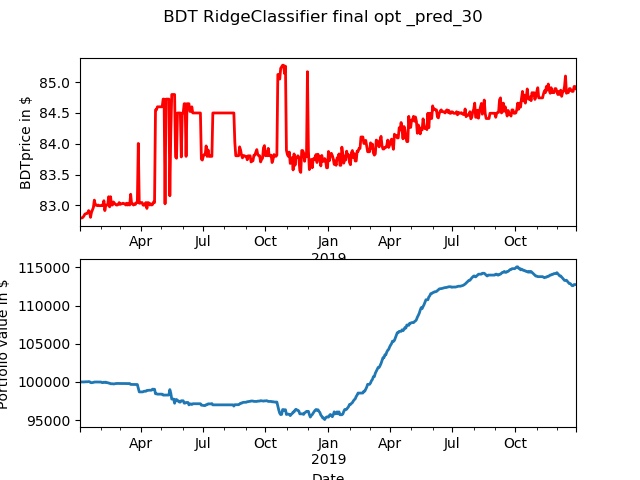 BDT RidgeClassifier final opt _pred_30
BDTprice in $
85.0
84.5
84.0
83.5
83.0
Apr Jul Oct Jan Apr Jul Oct
2019
Portfolio value in $
115000
110000
105000
100000
95000
Apr Jul Oct Jan Apr Jul Oct
2019
Date